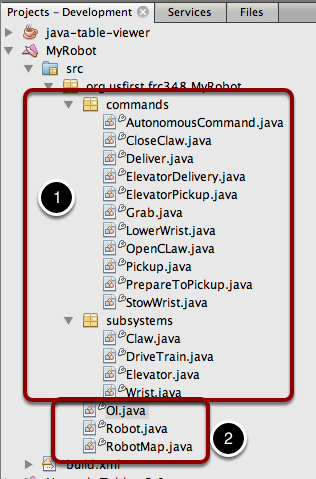 Projects - Development
Services
Files
java-table-viewer
MyRobot
src
org.usfirst.frc348.MyRobot
commands
AutonomousCommand.java
CloseClaw.java
Deliver.java
ElevatorDelivery.java
ElevatorPickup.java
Grab.java
LowerWrist.java
OpenCLaw.java
Pickup.java
PrepareToPickup.java
StowWrist.java
subsystems
Claw.java
DriveTrain.java
Elevator.java
Wrist.java
OI.java
Robot.java
RobotMap.java
build.xml
1
2